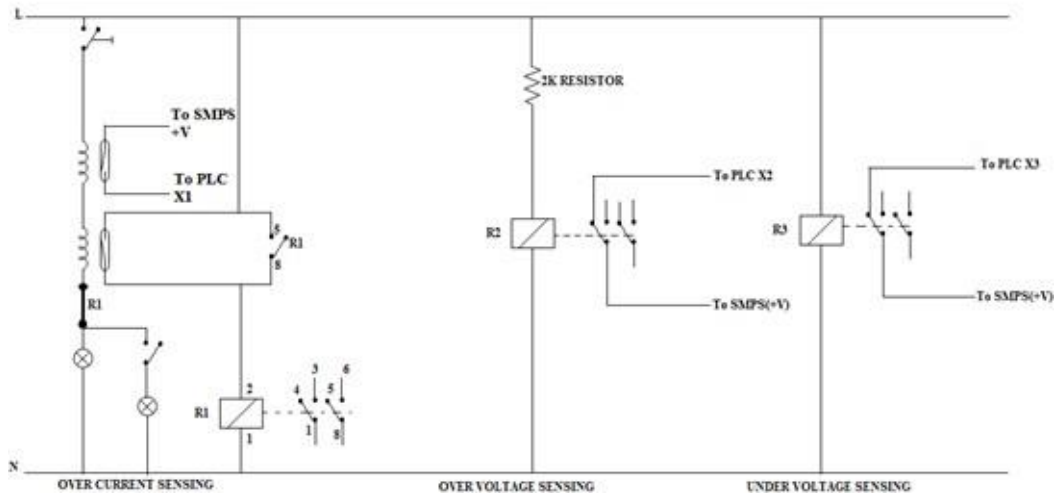 L
2K RESISTOR
To SMPS
+V
To PLC
X1
To PLC X2
To PLC X3
5
R1
8
R2
R3
R1
To SMPS(+V)
To SMPS(+V)
3 6
2 4 5
R1
1 1 8
N
OVER CURRENT SENSING
OVER VOLTAGE SENSING
UNDER VOLTAGE SENSING